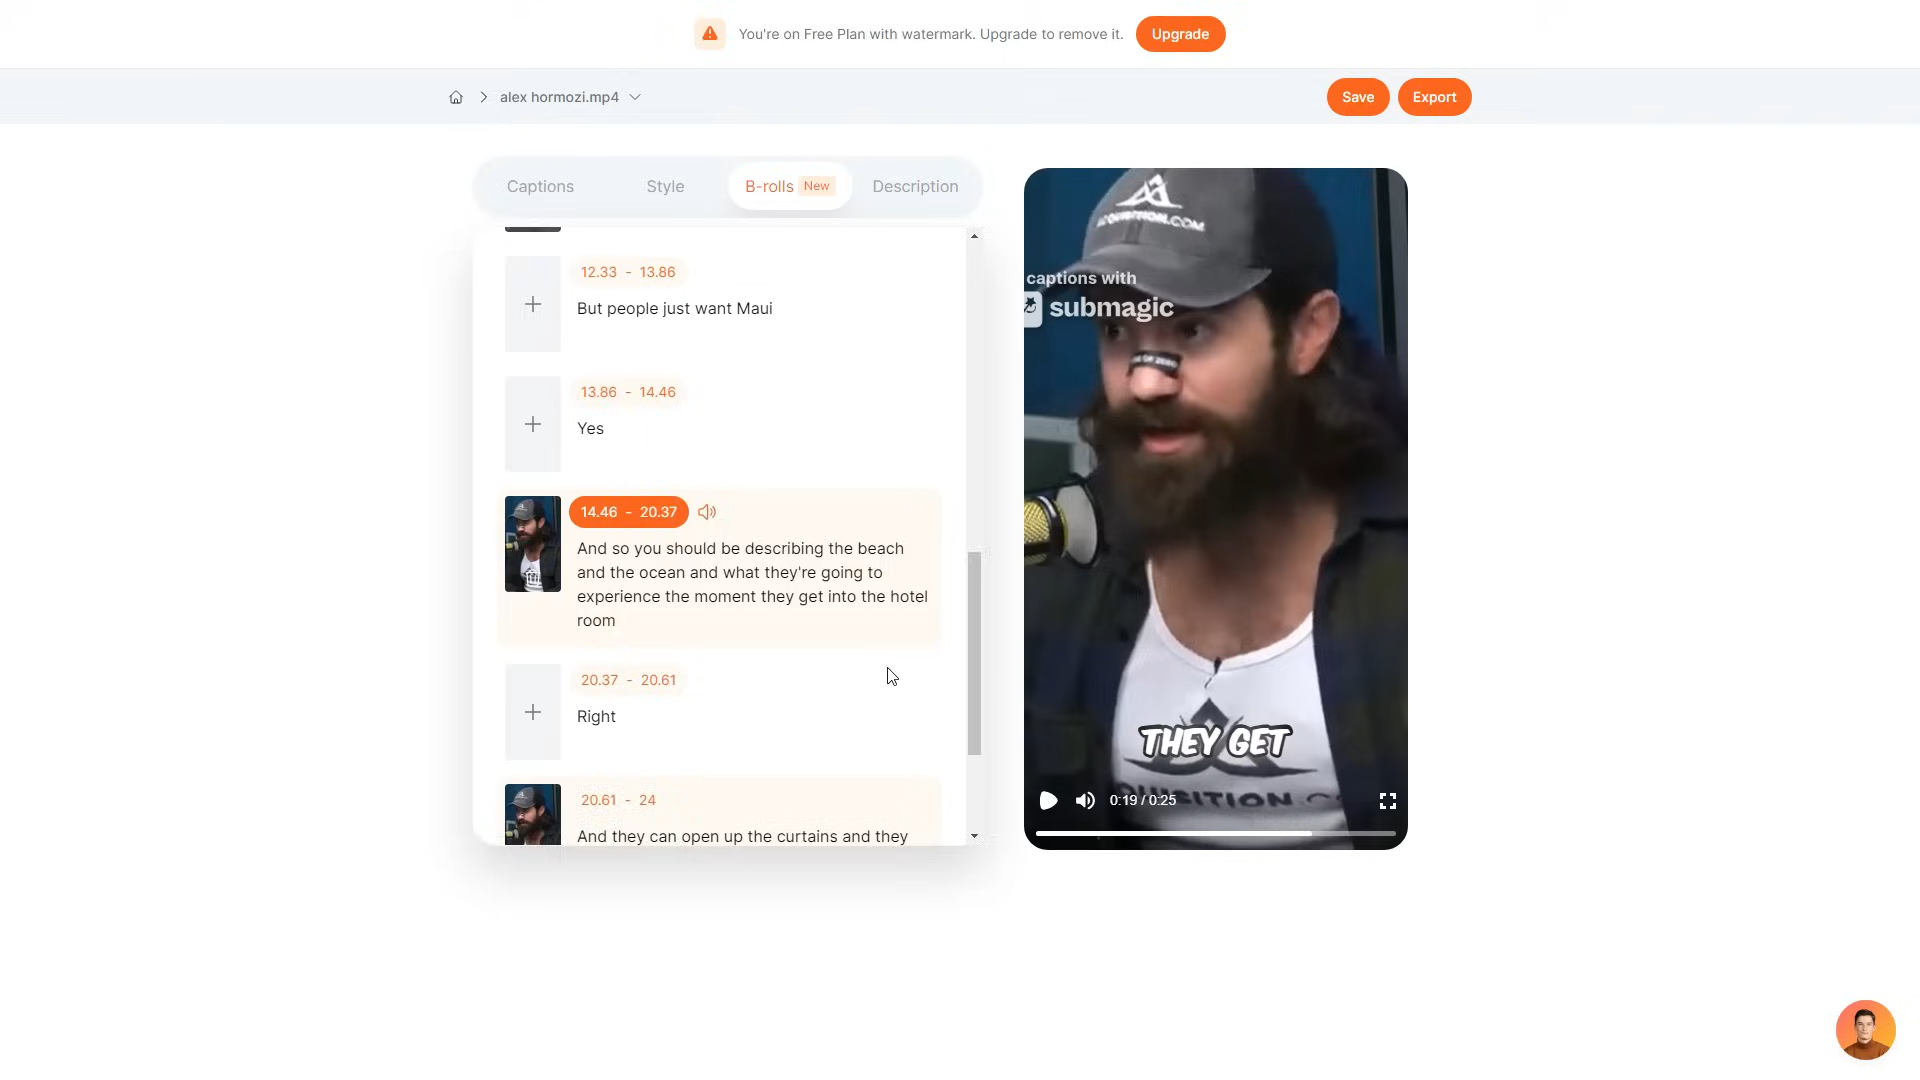 You're on Free Plan with watermark. Upgrade to remove it.
Upgrade
alex hormozi.mp4
Save
Export
Captions
Style
B-rolls
New
Description
12.33 - 13.86
But people just want Maui
13.86 - 14.46
Yes
14.46 - 20.37
And so you should be describing the beach
and the ocean and what they're going to
experience the moment they get into the hotel
room
20.37 - 20.61
Right
20.61 - 24
And they can open up the curtains and they
captions with
submagic
THEY GET
0:19 / 0:25